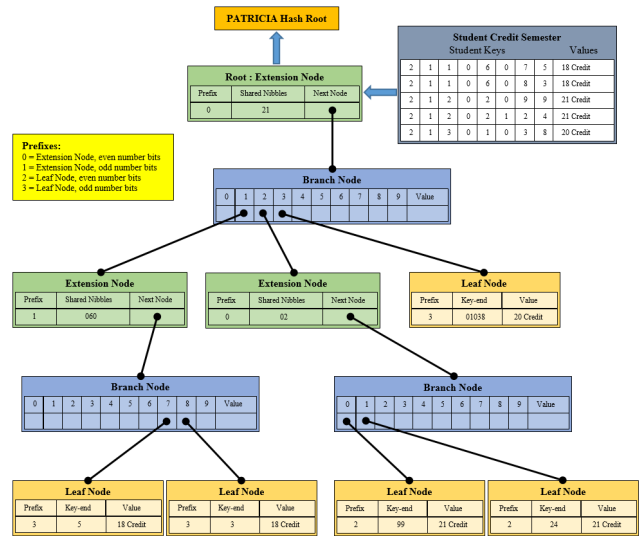 PATRICIA Hash Root
Student Credit Semester
Student Keys Values
2 1 1 0 6 0 7 5 18 Credit
2 1 1 0 6 0 8 3 18 Credit
2 1 2 0 2 0 9 9 21 Credit
2 1 2 0 2 1 2 4 21 Credit
2 1 3 0 1 0 3 8 20 Credit
Root : Extension Node
Prefix Shared Nibbles Next Node
0 21
Prefixes:
0 = Extension Node, even number bits
1 = Extension Node, odd number bits
2 = Leaf Node, even number bits
3 = Leaf Node, odd number bits
Branch Node
0 1 2 3 4 5 6 7 8 9 Value
Extension Node
Prefix Shared Nibbles Next Node
1 060
Extension Node
Prefix Shared Nibbles Next Node
0 02
Leaf Node
Prefix Key-end Value
3 01038 20 Credit
Branch Node
0 1 2 3 4 5 6 7 8 9 Value
Branch Node
0 1 2 3 4 5 6 7 8 9 Value
Leaf Node
Prefix Key-end Value
3 5 18 Credit
Leaf Node
Prefix Key-end Value
3 3 18 Credit
Leaf Node
Prefix Key-end Value
2 99 21 Credit
Leaf Node
Prefix Key-end Value
2 24 21 Credit